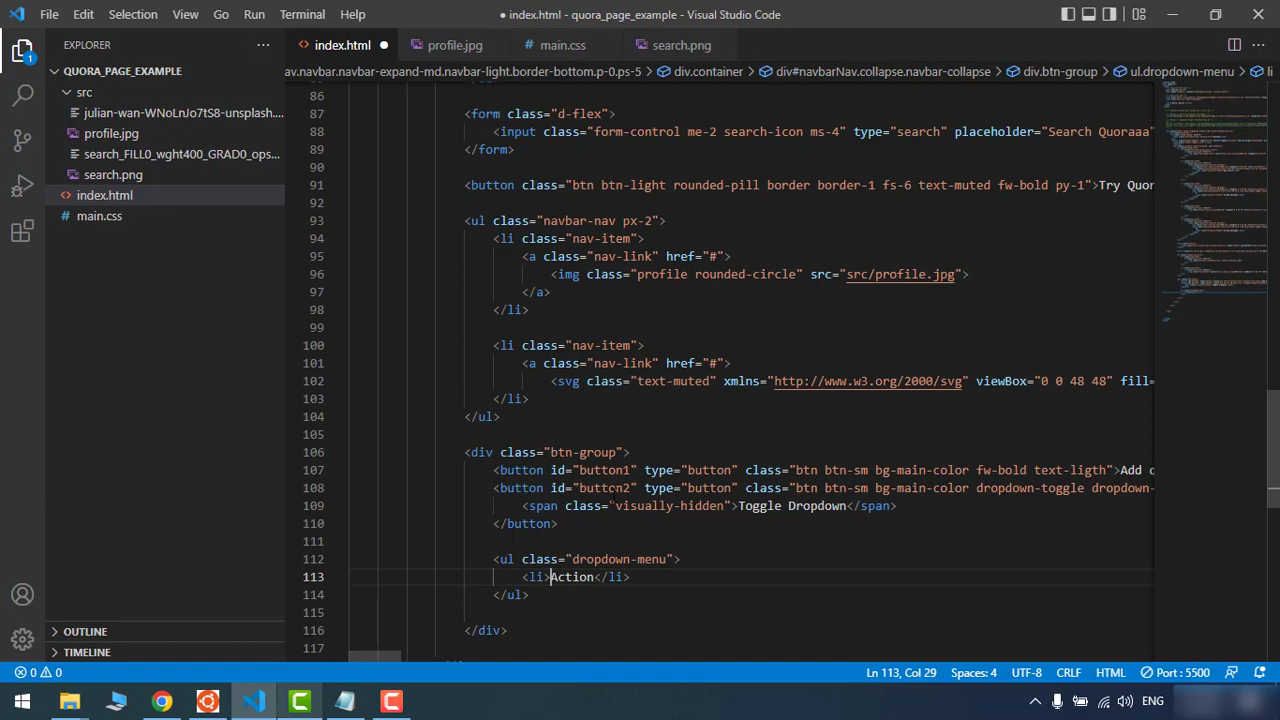 File Edit Selection View Go Run Terminal Help
● index.html - quora_page_example - Visual Studio Code
EXPLORER
index.html
profile.jpg
main.css
search.png
av.navbar.navbar-expand-md.navbar-light.border-bottom.p-0.ps-5 > div.container > div#navbarNav.collapse.navbar-collapse > div.btn-group > ul.dropdown-menu > li
QUORA_PAGE_EXAMPLE
src
julian-wan-WNoLnJo7tS8-unsplash...
profile.jpg
search_FILL0_wght400_GRAD0_ops...
search.png
index.html
main.css
1
OUTLINE
TIMELINE
86
87 <form class="d-flex">
88 <input class="form-control me-2 search-icon ms-4" type="search" placeholder="Search Quoraaa"
89 </form>
90
91 <button class="btn btn-light rounded-pill border border-1 fs-6 text-muted fw-bold py-1">Try Quor
92
93 <ul class="navbar-nav px-2">
94 <li class="nav-item">
95 <a class="nav-link" href="#">
96 <img class="profile rounded-circle" src="src/profile.jpg">
97 </a>
98 </li>
99
100 <li class="nav-item">
101 <a class="nav-link" href="#">
102 <svg class="text-muted" xmlns="http://www.w3.org/2000/svg" viewBox="0 0 48 48" fill=
103 </li>
104 </ul>
105
106 <div class="btn-group">
107 <button id="button1" type="button" class="btn btn-sm bg-main-color fw-bold text-ligth">Add q
108 <button id="button2" type="button" class="btn btn-sm bg-main-color dropdown-toggle dropdown-
109 <span class="visually-hidden">Toggle Dropdown</span>
110 </button>
111
112 <ul class="dropdown-menu">
113 <li>Action</li>
114 </ul>
115
116 </div>
117
0 0
Ln 113, Col 29 Spaces: 4 UTF-8 CRLF HTML Port : 5500
ENG